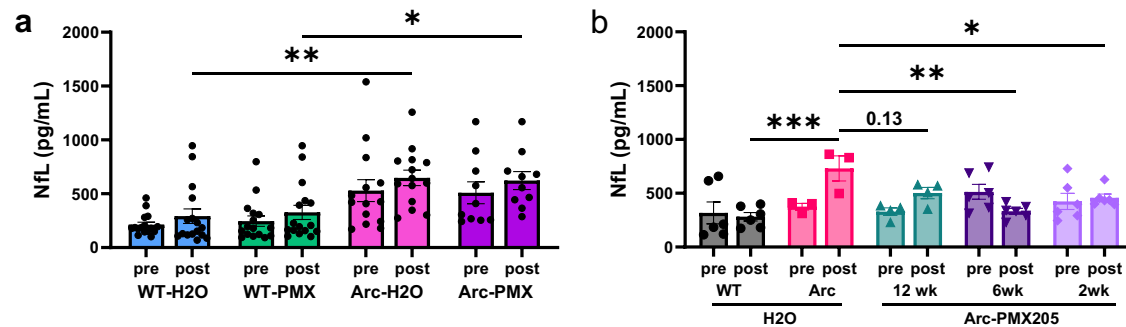 a
NfL (pg/mL)
2000
1500
1000
500
0
*
**
pre post pre post pre post pre post
WT-H2O WT-PMX Arc-H2O Arc-PMX
b
NfL (pg/mL)
2000
1500
1000
500
0
*
**
0.13
***
pre post pre post pre post pre post pre post
WT Arc 12 wk 6wk 2wk
H2O Arc-PMX205